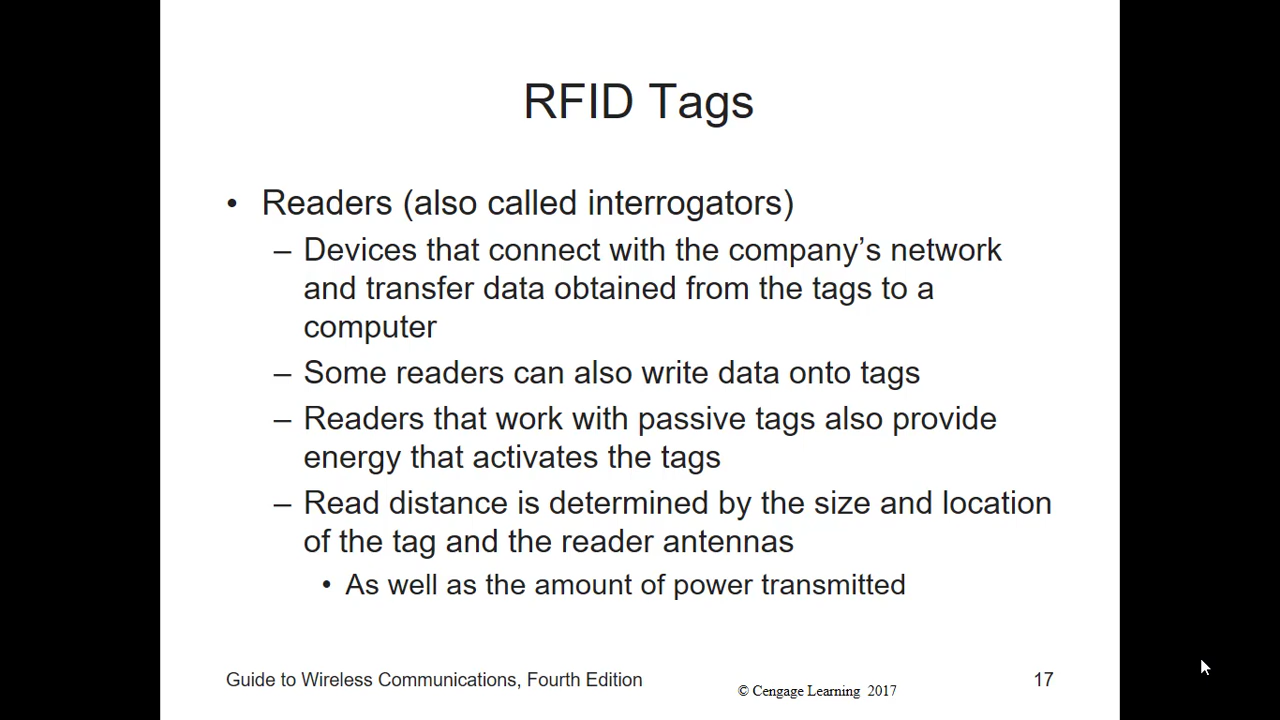 RFID Tags
• Readers (also called interrogators)
– Devices that connect with the company’s network
and transfer data obtained from the tags to a
computer
– Some readers can also write data onto tags
– Readers that work with passive tags also provide
energy that activates the tags
– Read distance is determined by the size and location
of the tag and the reader antennas
• As well as the amount of power transmitted
Guide to Wireless Communications, Fourth Edition
© Cengage Learning 2017
17